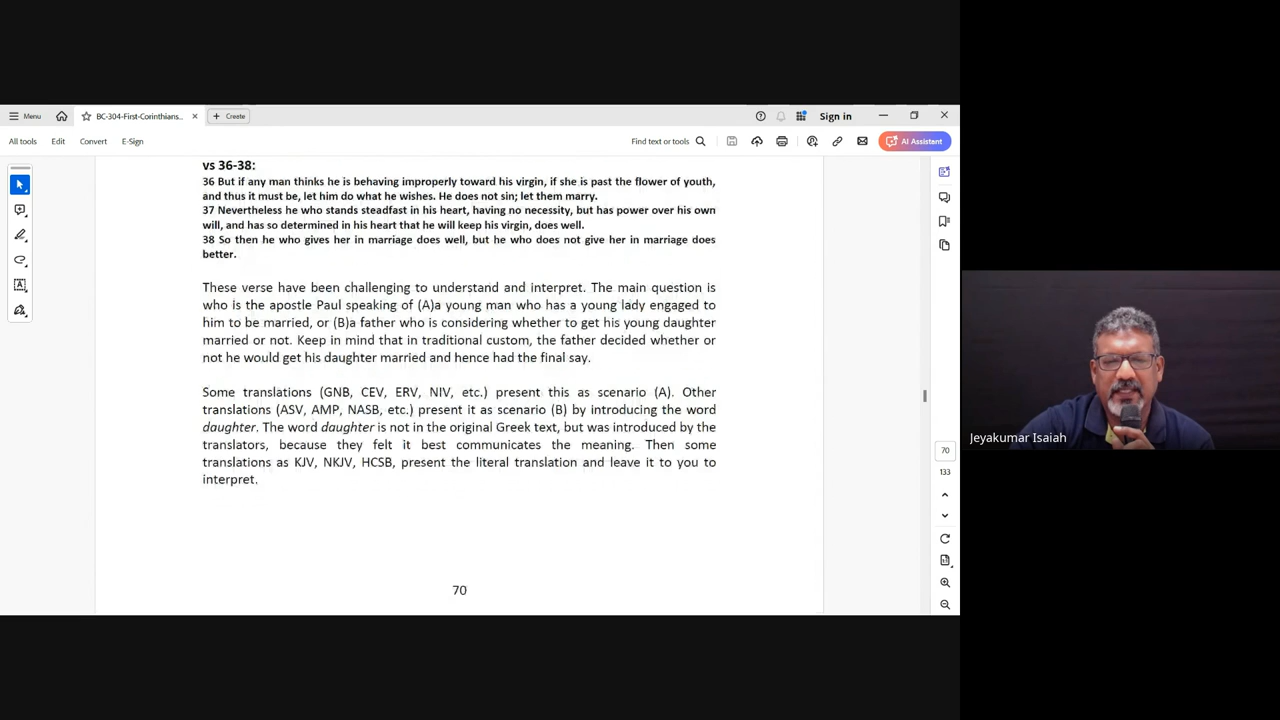 Menu
BC-304-First-Corinthians...
Create
Sign in
All tools
Edit
Convert
E-Sign
Find text or tools
AI Assistant
vs 36-38:
36 But if any man thinks he is behaving improperly toward his virgin, if she is past the flower of youth,
and thus it must be, let him do what he wishes. He does not sin; let them marry.
37 Nevertheless he who stands steadfast in his heart, having no necessity, but has power over his own
will, and has so determined in his heart that he will keep his virgin, does well.
38 So then he who gives her in marriage does well, but he who does not give her in marriage does
better.
These verse have been challenging to understand and interpret. The main question is
who is the apostle Paul speaking of (A)a young man who has a young lady engaged to
him to be married, or (B)a father who is considering whether to get his young daughter
married or not. Keep in mind that in traditional custom, the father decided whether or
not he would get his daughter married and hence had the final say.
Some translations (GNB, CEV, ERV, NIV, etc.) present this as scenario (A). Other
translations (ASV, AMP, NASB, etc.) present it as scenario (B) by introducing the word
daughter. The word daughter is not in the original Greek text, but was introduced by the
translators, because they felt it best communicates the meaning. Then some
translations as KJV, NKJV, HCSB, present the literal translation and leave it to you to
interpret.
70
70
133
Jeyakumar Isaiah